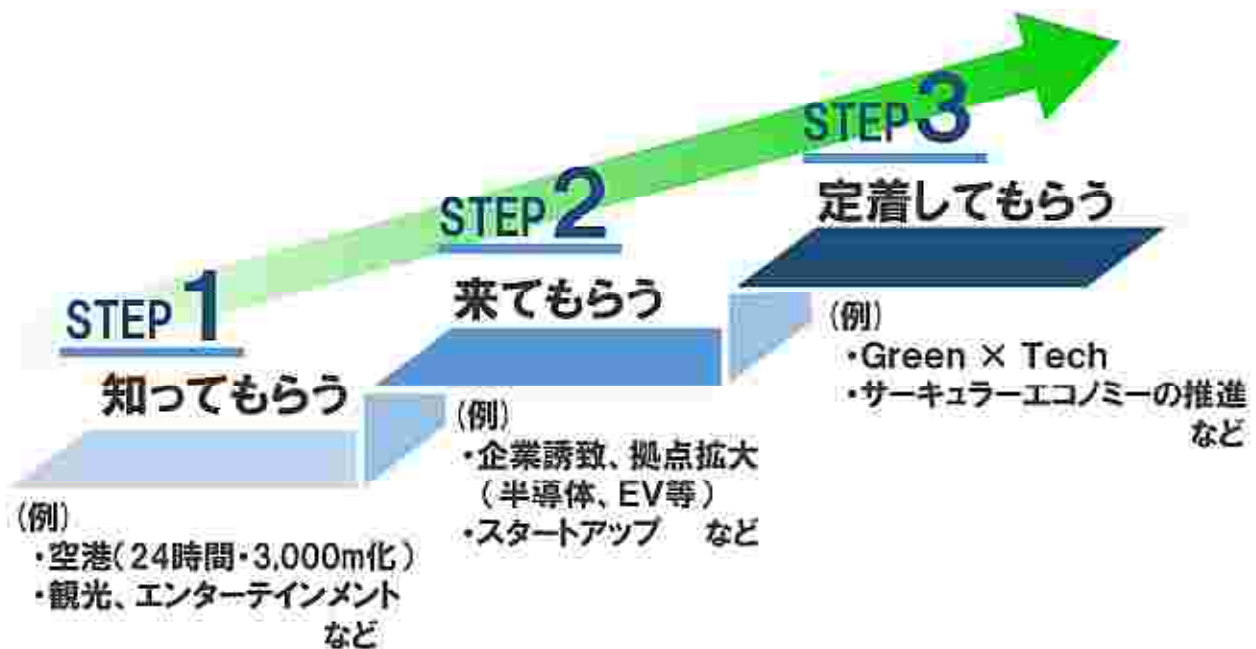 STEP 1
知ってもらう
(例)
・空港(24時間・3,000m化)
・観光、エンターテインメント
など
STEP 2
来てもらう
(例)
・企業誘致、拠点拡大
(半導体、EV等)
・スタートアップ など
STEP 3
定着してもらう
(例)
・Green × Tech
・サーキュラーエコノミーの推進
など